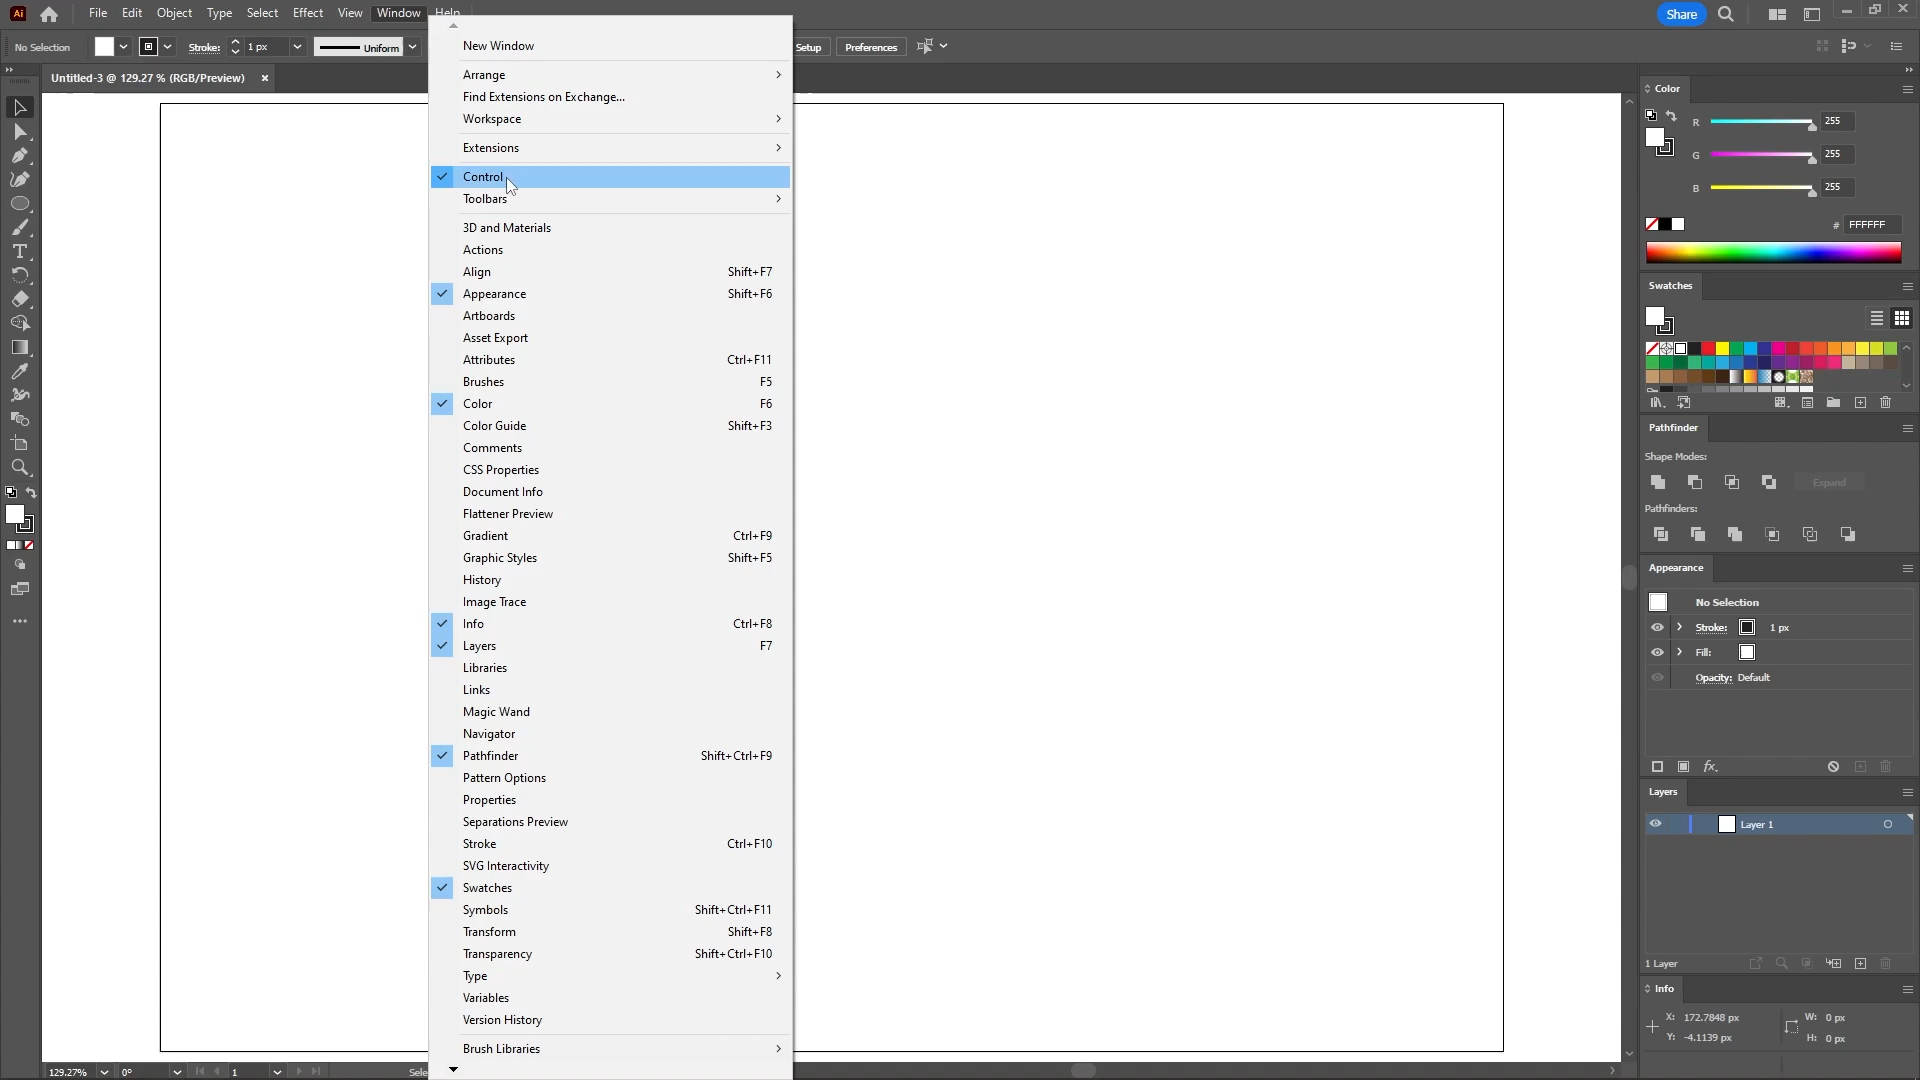 Ai
File Edit Object Type Select Effect View Window Help
Share
No Selection
Stroke: 1 px
Uniform
Setup
Preferences
Untitled-3 @ 129.27 % (RGB/Preview) ×
New Window
Arrange
Find Extensions on Exchange...
Workspace
Extensions
Control
Toolbars
3D and Materials
Actions
Align Shift+F7
Appearance Shift+F6
Artboards
Asset Export
Attributes Ctrl+F11
Brushes F5
Color F6
Color Guide Shift+F3
Comments
CSS Properties
Document Info
Flattener Preview
Gradient Ctrl+F9
Graphic Styles Shift+F5
History
Image Trace
Info Ctrl+F8
Layers F7
Libraries
Links
Magic Wand
Navigator
Pathfinder Shift+Ctrl+F9
Pattern Options
Properties
Separations Preview
Stroke Ctrl+F10
SVG Interactivity
Swatches
Symbols Shift+Ctrl+F11
Transform Shift+F8
Transparency Shift+Ctrl+F10
Type
Variables
Version History
Brush Libraries
Color
R 255
G 255
B 255
# FFFFFF
Swatches
Pathfinder
Shape Modes:
Expand
Pathfinders:
Appearance
No Selection
Stroke: 1 px
Fill:
Opacity: Default
fx
Layers
Layer 1
1 Layer
Info
X: 172.7848 px
Y: -4.1139 px
W: 0 px
H: 0 px
129.27% 0° 1